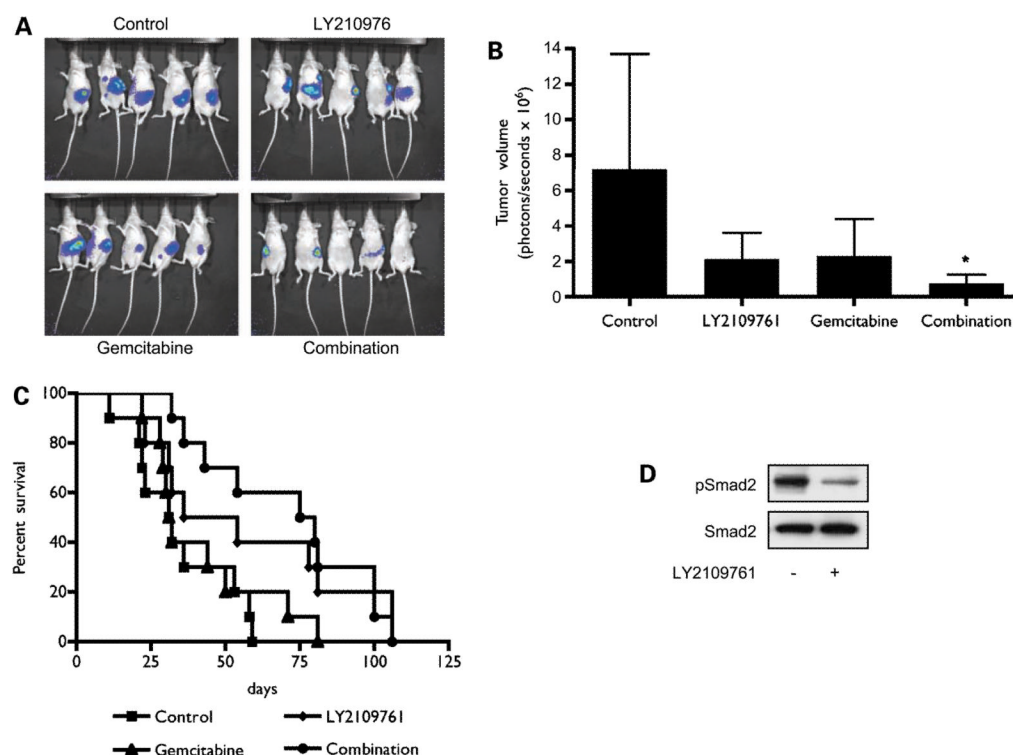 A
Control LY210976
Gemcitabine Combination
B
Tumor volume
(photons/seconds x 10⁶)
14
12
10
8
6
4
2
0
Control LY2109761 Gemcitabine Combination
*
C
Percent survival
100
80
60
40
20
0
0 25 50 75 100 125
days
Control LY2109761
Gemcitabine Combination
D
pSmad2
Smad2
LY2109761 - +